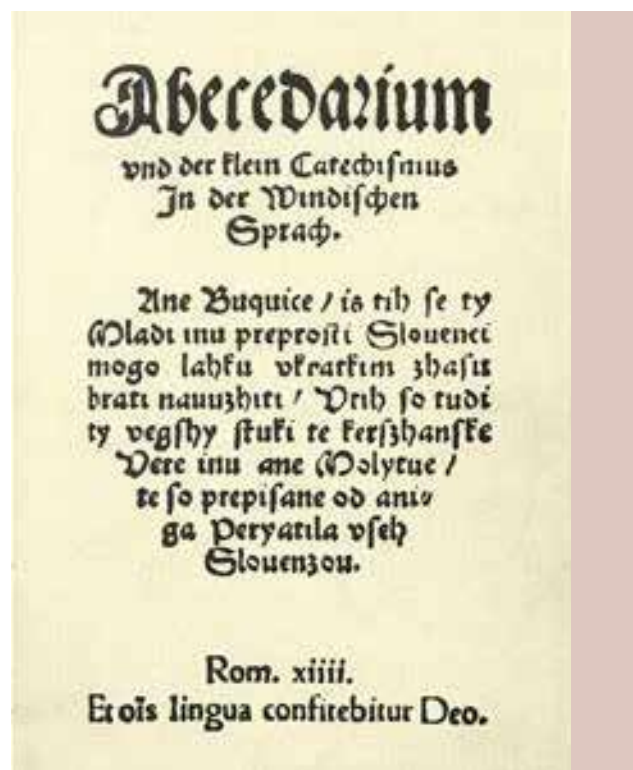 Abecedarium
vnd der klein Catechiſmus
In der Windiſchen
Sprach.
Ane Buquice / is tih ſe ty
Mladi inu preproſti Slouenci
mogo lahku vkratkim zhaſu
brati nauuzhiti / Vtih ſo tudi
ty vegſhy ſtuki te kerſzhanſke
Vere inu ane Molytue /
te ſo prepiſane od ani⸗
ga Peryatila vſeh
Slouenzou.
Rom. xiiii.
Et oīs lingua confitebitur Deo.